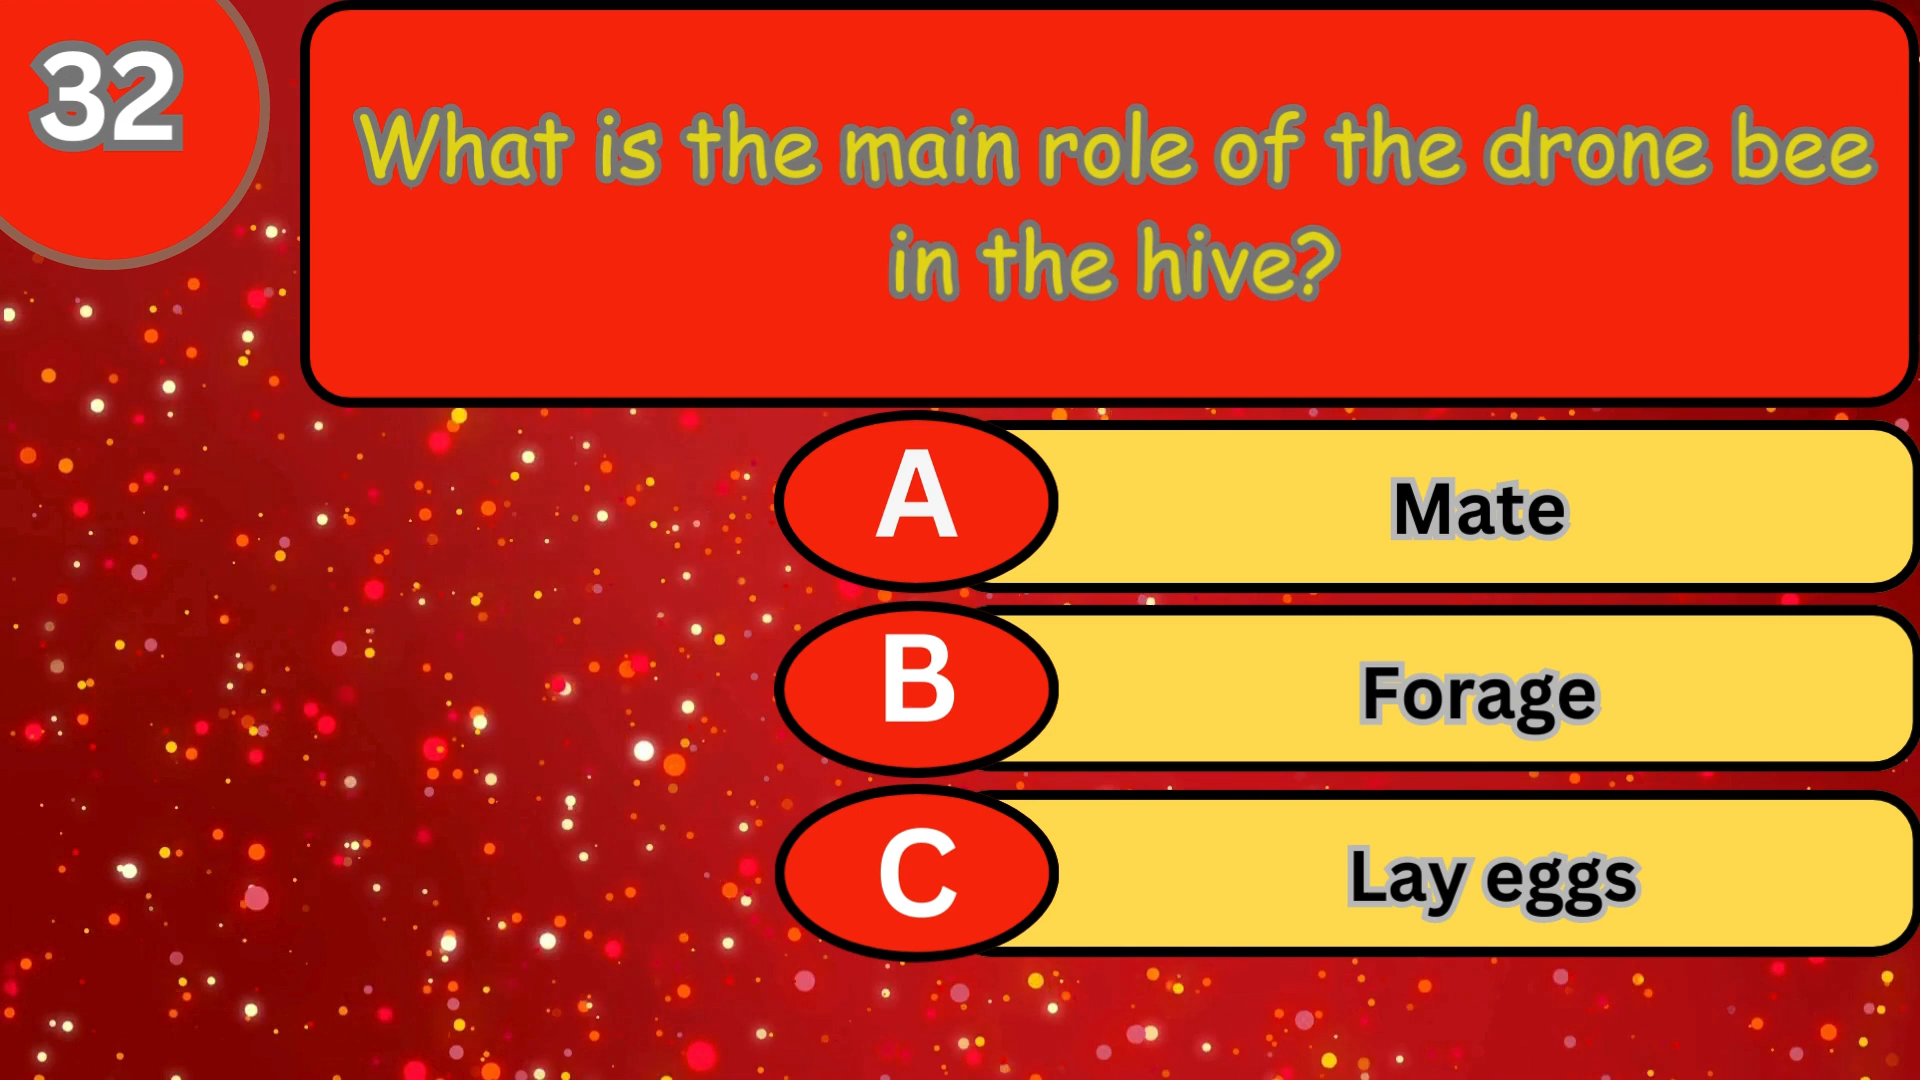 32
What is the main role of the drone bee
in the hive?
A
Mate
B
Forage
C
Lay eggs